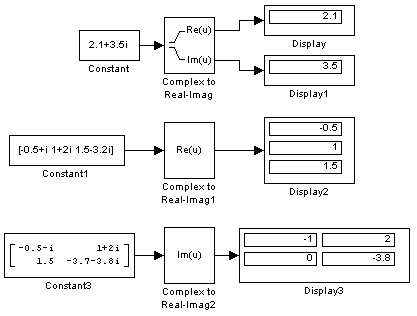 2.1+3.5i
Constant
Re(u)
Im(u)
Complex to
Real-Imag
2.1
Display
3.5
Display1
[-0.5+i 1+2i 1.5-3.2i]
Constant1
Re(u)
Complex to
Real-Imag1
-0.5
1
1.5
Display2
-0.5-i 1+2i
1.5 -3.7-3.8i
Constant3
Im(u)
Complex to
Real-Imag2
-1 2
0 -3.8
Display3